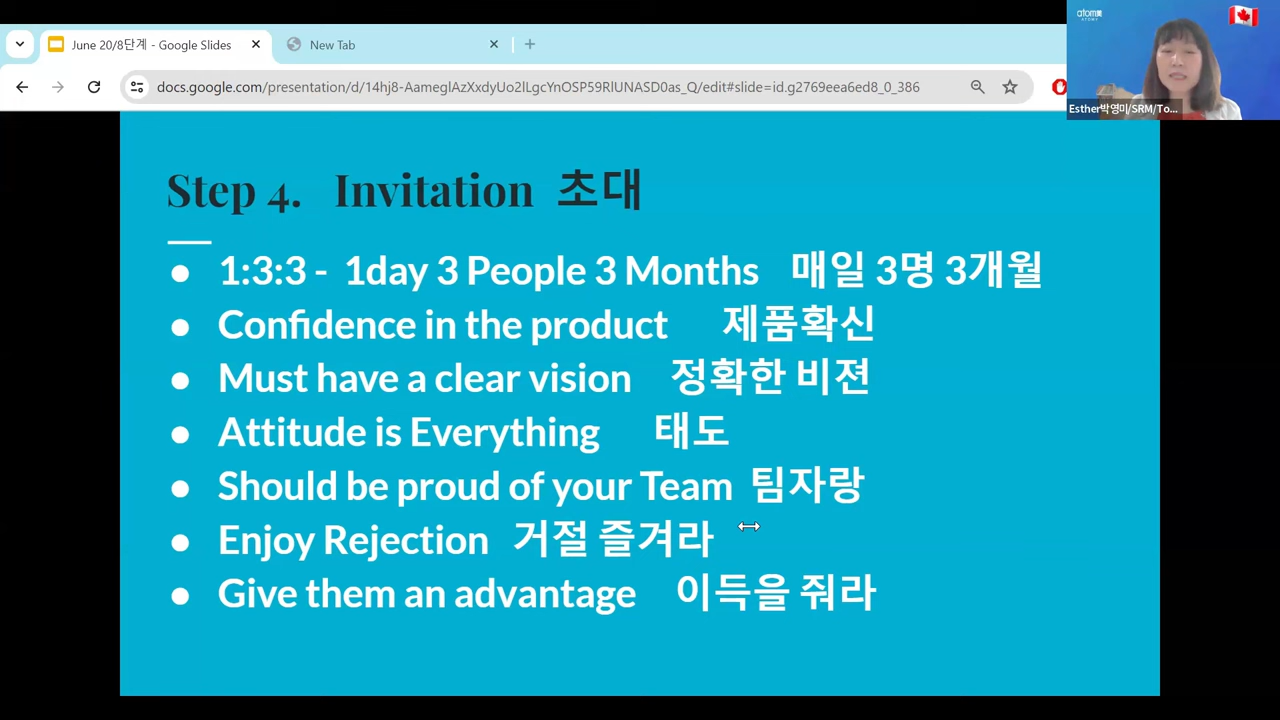 June 20/8단계 - Google Slides
New Tab
docs.google.com/presentation/d/14hj8-AameglAzXxdyUo2lLgcYnOSP59RlUNASD0as_Q/edit#slide=id.g2769eea6ed8_0_386
atom美
Esther박영미/SRM/To...
Step 4. Invitation 초대
● 1:3:3 - 1day 3 People 3 Months 매일 3명 3개월
● Confidence in the product 제품확신
● Must have a clear vision 정확한 비젼
● Attitude is Everything 태도
● Should be proud of your Team 팀자랑
● Enjoy Rejection 거절 즐겨라
● Give them an advantage 이득을 줘라